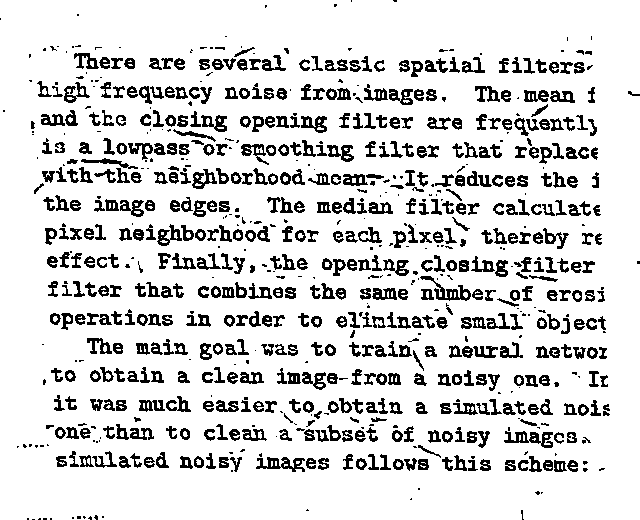 There are several classic spatial filters
high frequency noise from images. The mean f
and the closing opening filter are frequently
is a lowpass or smoothing filter that replace
with the neighborhood mean. It reduces the i
the image edges. The median filter calculate
pixel neighborhood for each pixel, thereby re
effect. Finally, the opening closing filter
filter that combines the same number of erosi
operations in order to eliminate small object
The main goal was to train a neural networ
to obtain a clean image from a noisy one. In
it was much easier to obtain a simulated nois
one than to clean a subset of noisy images.
simulated noisy images follows this scheme: